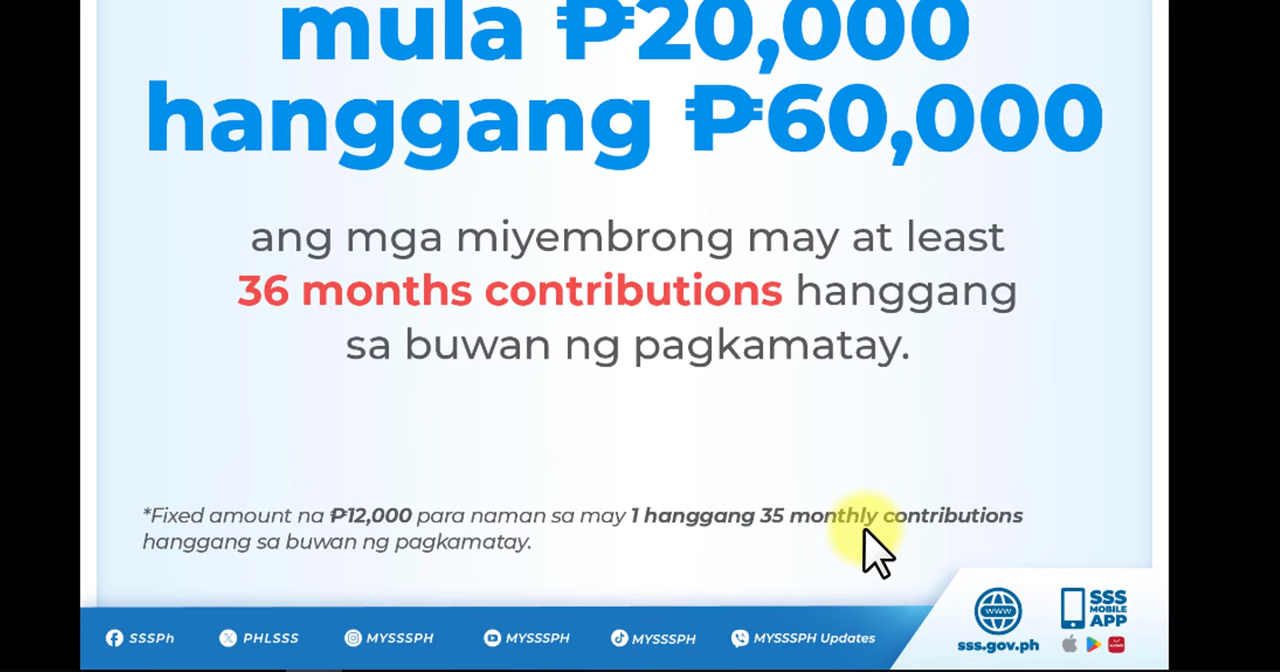 mula ₱20,000
hanggang ₱60,000
ang mga miyembrong may at least
36 months contributions hanggang
sa buwan ng pagkamatay.
*Fixed amount na ₱12,000 para naman sa may 1 hanggang 35 monthly contributions
hanggang sa buwan ng pagkamatay.
SSSPh PHLSSS MYSSSPH MYSSSPH MYSSSPH MYSSSPH Updates
www
sss.gov.ph
SSS
MOBILE
APP